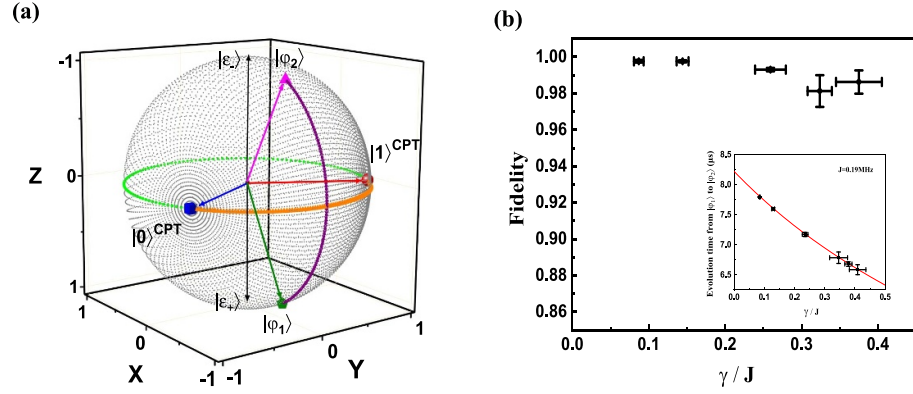 (a)
-1
|ε₋⟩
|φ₂⟩
|1⟩ᶜᴾᵀ
Z
0
|0⟩ᶜᴾᵀ
1
|ε₊⟩
|φ₁⟩
1
0
X
-1
-1
0
Y
1
(b)
1.00
0.98
0.96
0.94
0.92
0.90
0.88
0.86
Fidelity
0.0
0.1
0.2
0.3
0.4
γ / J
Evolution time from |φ₁⟩ to |φ₂⟩ (μs)
8.0
7.5
7.0
6.5
J=0.19MHz
0.0
0.1
0.2
0.3
0.4
0.5
γ / J